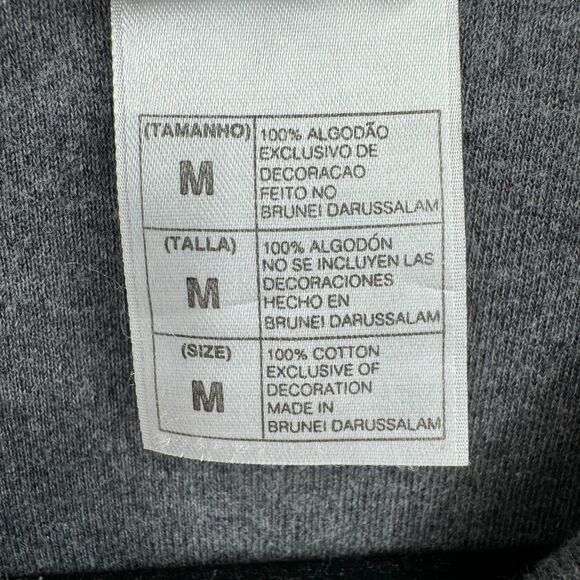 (TAMANHO)
M
100% ALGODÃO
EXCLUSIVO DE
DECORACAO
FEITO NO
BRUNEI DARUSSALAM
(TALLA)
M
100% ALGODÓN
NO SE INCLUYEN LAS
DECORACIONES
HECHO EN
BRUNEI DARUSSALAM
(SIZE)
M
100% COTTON
EXCLUSIVE OF
DECORATION
MADE IN
BRUNEI DARUSSALAM